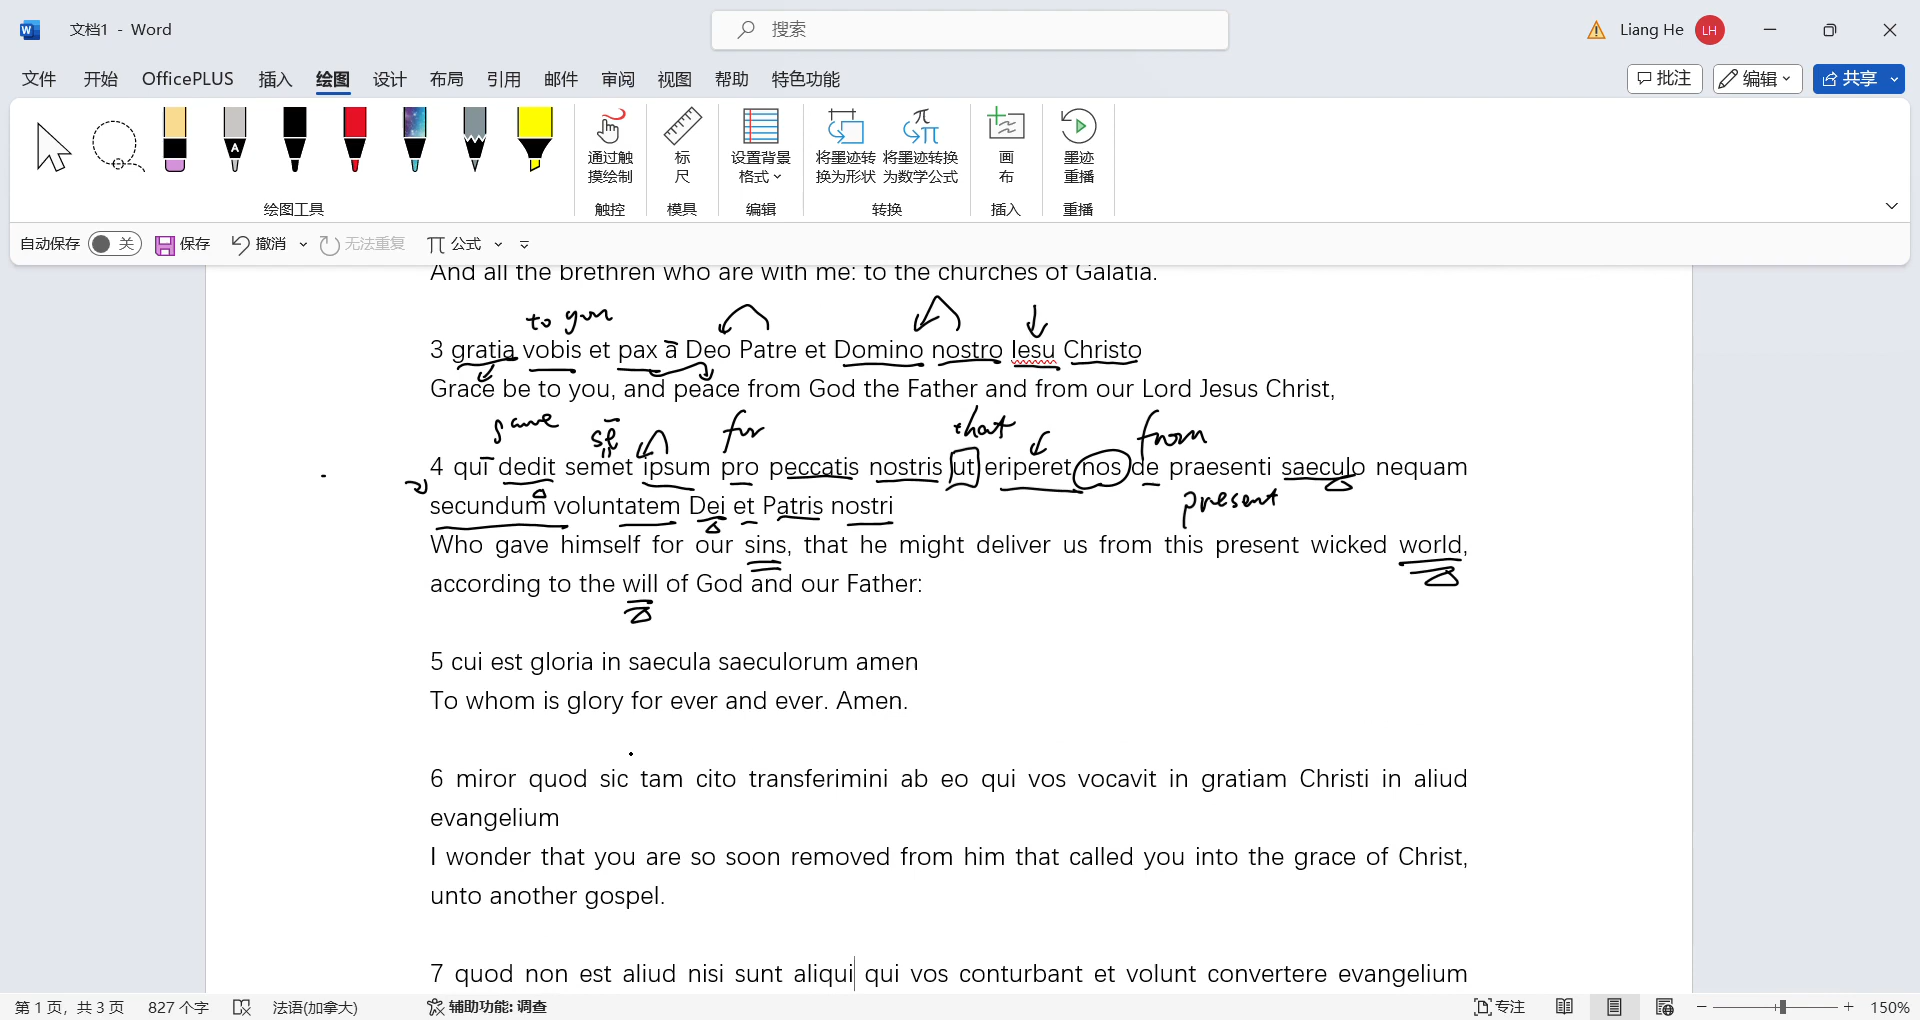 文档1 - Word
搜索
Liang He LH
文件 开始 OfficePLUS 插入 绘图 设计 布局 引用 邮件 审阅 视图 帮助 特色功能 批注 编辑 共享
通过触摸绘制 标尺 设置背景格式 将墨迹转换为形状 将墨迹转换为数学公式 画布 墨迹重播
绘图工具 触控 模具 编辑 转换 插入 重播
自动保存 关 保存 撤消 无法重复 公式
And all the brethren who are with me: to the churches of Galatia.
to you
3 gratia vobis et pax a Deo Patre et Domino nostro Iesu Christo
Grace be to you, and peace from God the Father and from our Lord Jesus Christ,
for that from
4 qui dedit semet ipsum pro peccatis nostris ut eriperet nos de praesenti saeculo nequam
secundum voluntatem Dei et Patris nostri
present
Who gave himself for our sins, that he might deliver us from this present wicked world,
according to the will of God and our Father:
5 cui est gloria in saecula saeculorum amen
To whom is glory for ever and ever. Amen.
6 miror quod sic tam cito transferimini ab eo qui vos vocavit in gratiam Christi in aliud
evangelium
I wonder that you are so soon removed from him that called you into the grace of Christ,
unto another gospel.
7 quod non est aliud nisi sunt aliqui qui vos conturbant et volunt convertere evangelium
第1页，共3页 827个字 法语(加拿大) 辅助功能: 调查 专注 150%